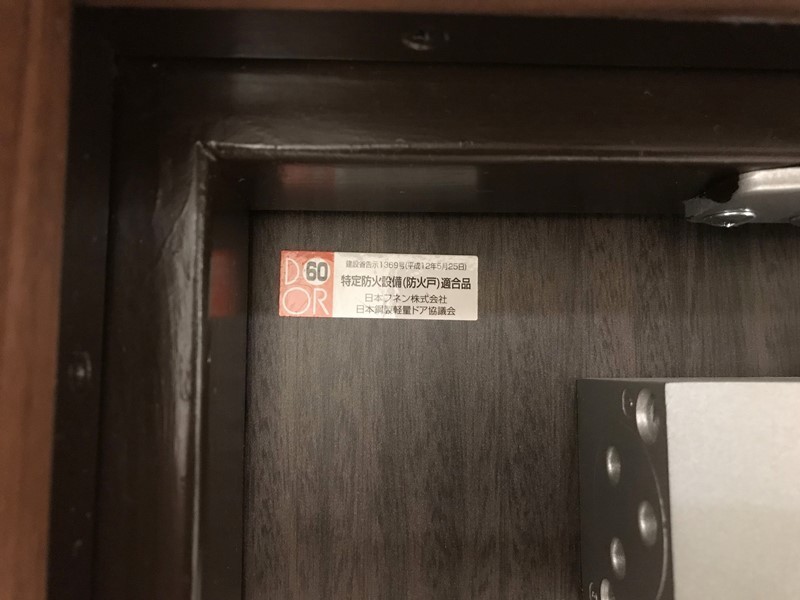 DO60OR
建設省告示1369号(平成12年5月25日)
特定防火設備(防火戸)適合品
日本フネン株式会社
日本鋼製軽量ドア協議会